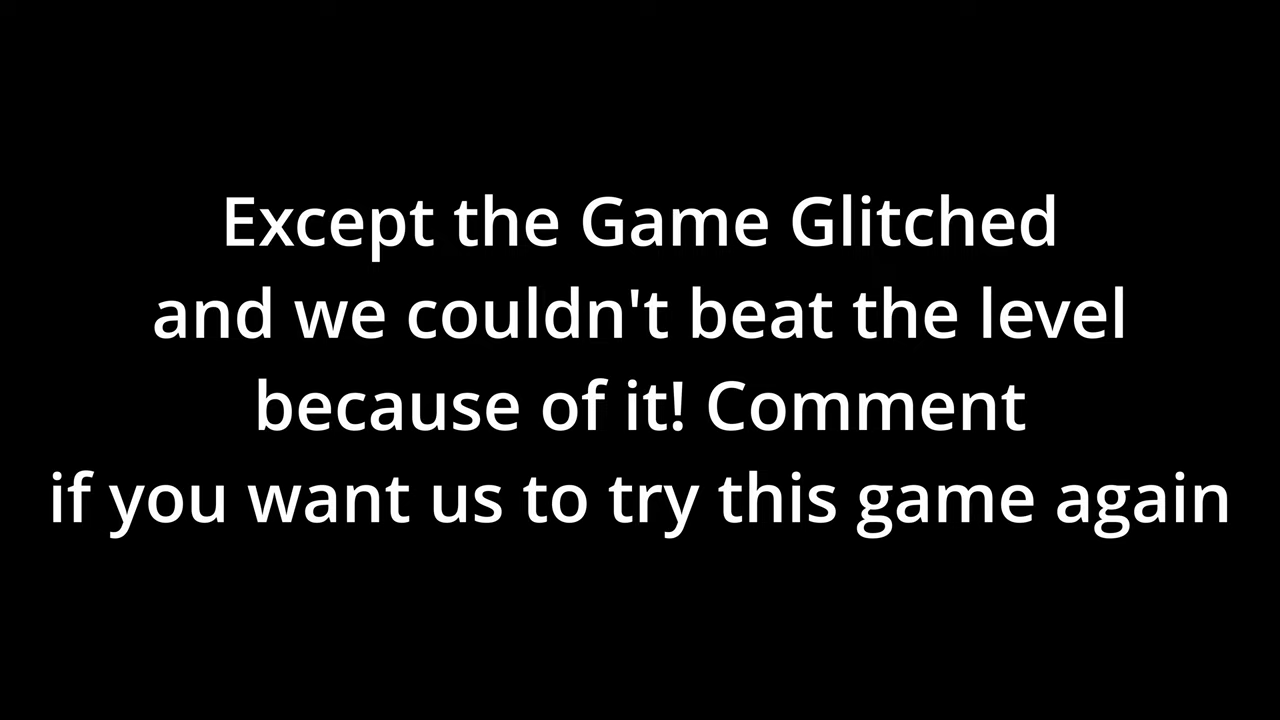 Except the Game Glitched
and we couldn't beat the level
because of it! Comment
if you want us to try this game again